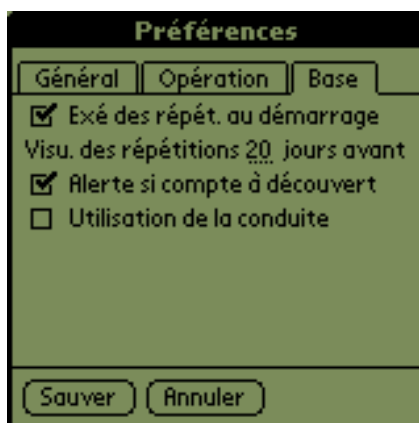 Préférences
Général Opération Base
Exé des répét. au démarrage
Visu. des répétitions 20 jours avant
Alerte si compte à découvert
Utilisation de la conduite
Sauver Annuler